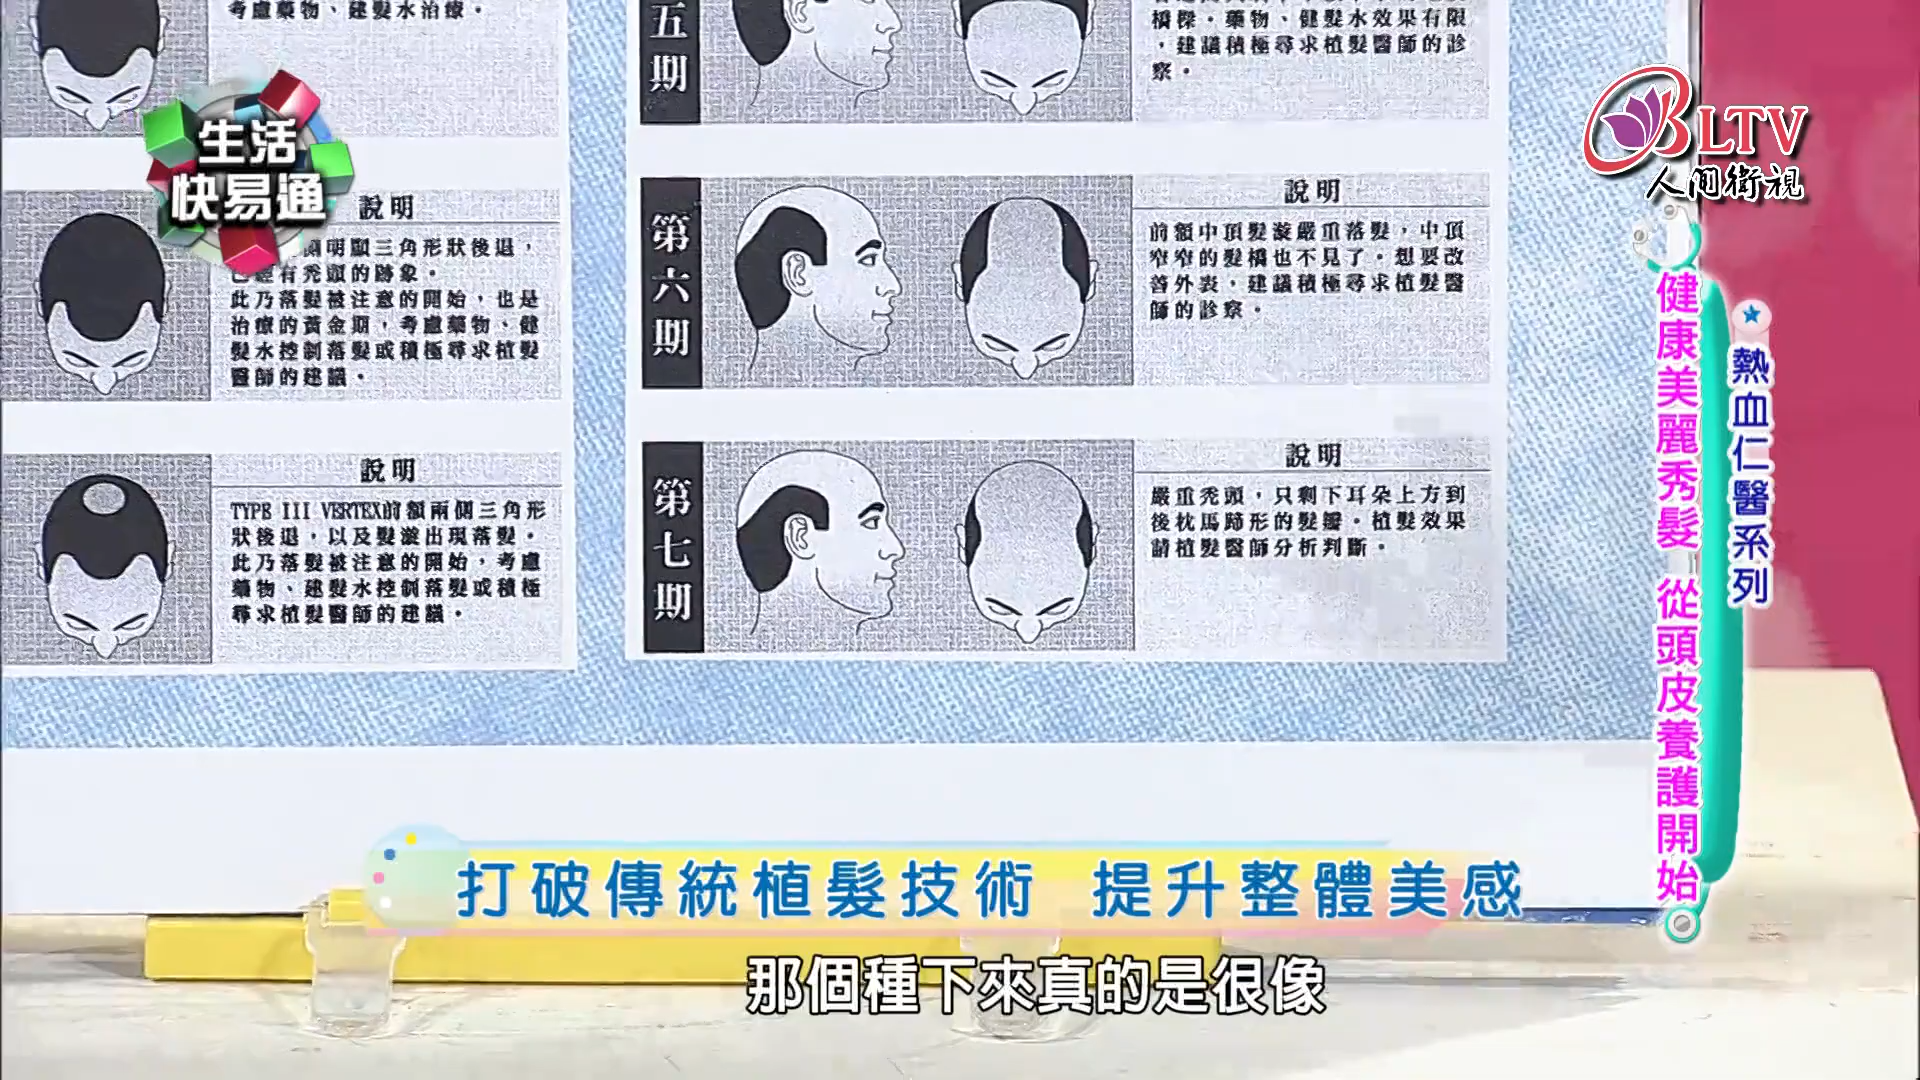 考慮藥物、建髮水治療。
生活
快易通
說明
明顯三角形狀後退，
已經有禿頭的跡象。
此乃落髮被注意的開始，也是
治療的黃金期，考慮藥物、健
髮水控制落髮或積極尋求植髮
醫師的建議。
說明
TYPE III VERTEX前額兩側三角形
狀後退，以及髮漩出現落髮。
此乃落髮被注意的開始，考慮
藥物、建髮水控制落髮或積極
尋求植髮醫師的建議。
五期
橋樑。藥物、健髮水效果有限
，建議積極尋求植髮醫師的診
察。
第六期
說明
前額中頂髮漩嚴重落髮，中頂
窄窄的髮橋也不見了。想要改
善外表，建議積極尋求植髮醫
師的診察。
第七期
說明
嚴重禿頭，只剩下耳朵上方到
後枕馬蹄形的髮瓣。植髮效果
請植髮醫師分析判斷。
BLTV
人間衛視
熱血仁醫系列
健康美麗秀髮 從頭皮養護開始
打破傳統植髮技術 提升整體美感
那個種下來真的是很像